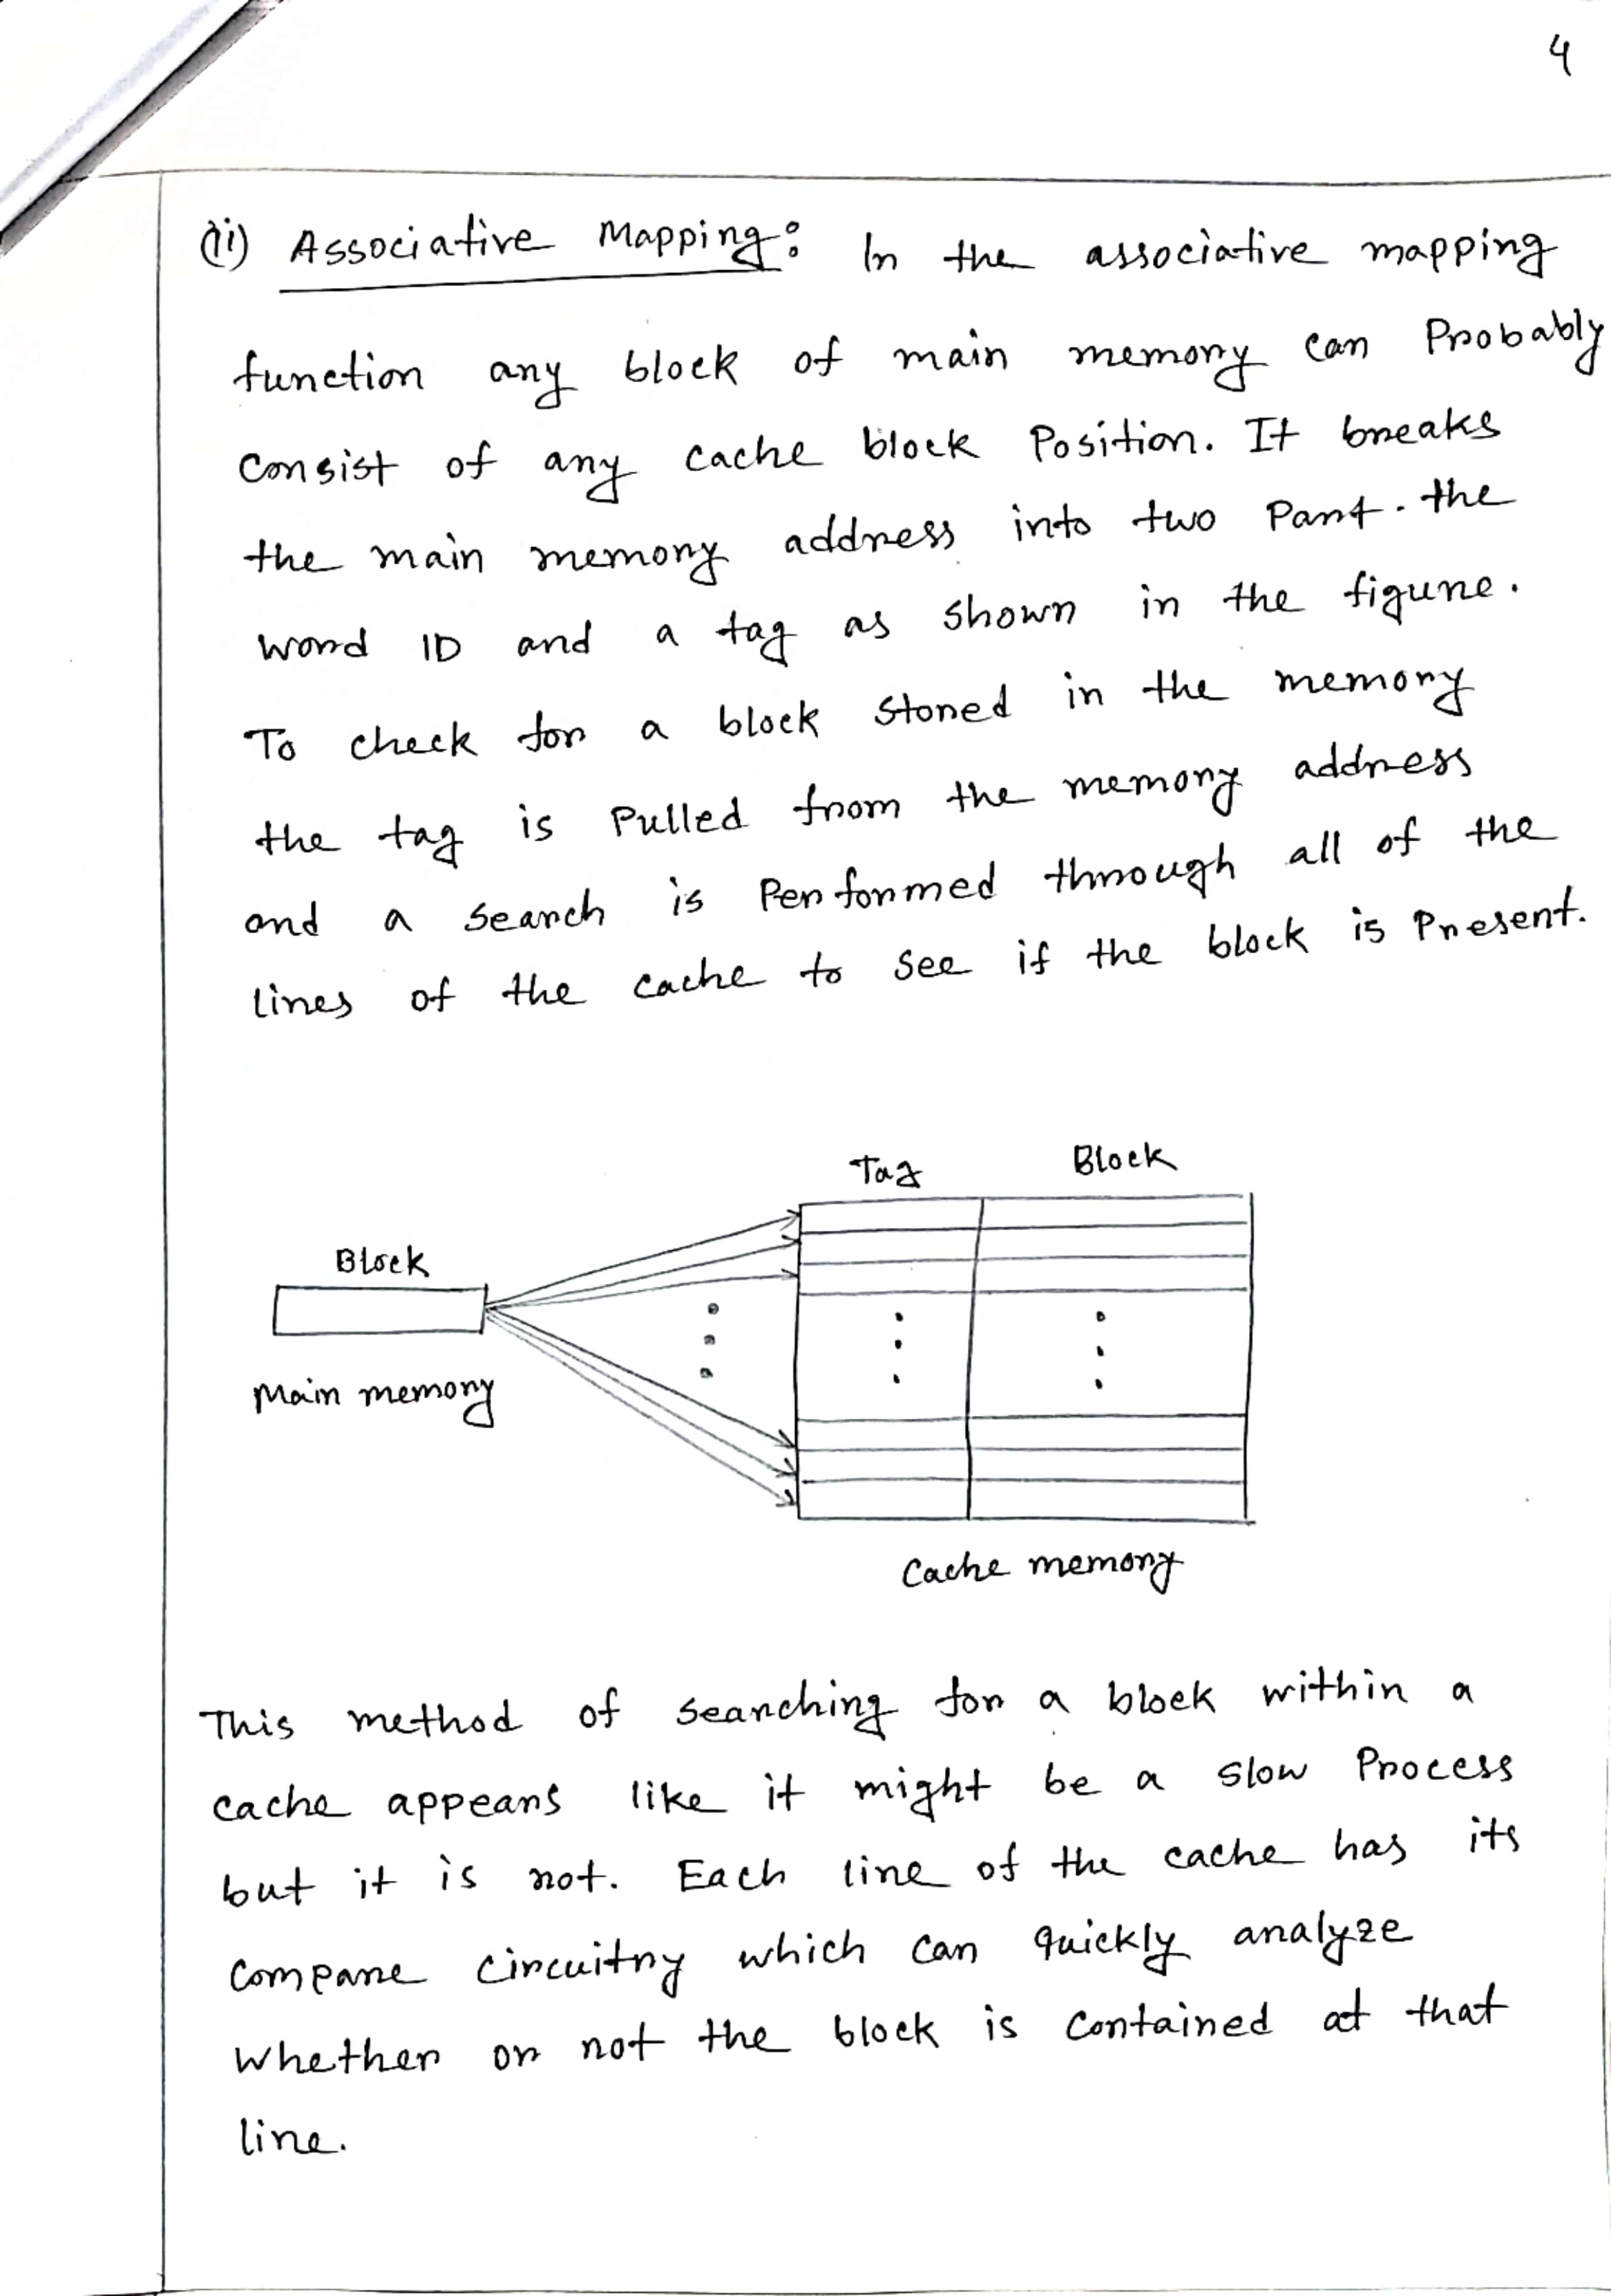 4
(ii) Associative Mapping: In the associative mapping
function any block of main memory can Probably
Consist of any cache block Position. It breaks
the main memory address into two Part. the
word ID and a tag as shown in the figure.
To check for a block stored in the memory
the tag is Pulled from the memory address
and a search is Performed through all of the
lines of the cache to see if the block is Present.
Tag Block
Block
Main memory
Cache memory
This method of searching for a block within a
cache appears like it might be a slow Process
but it is not. Each line of the cache has its
compare circuitry which can quickly analyze
whether or not the block is contained at that
line.